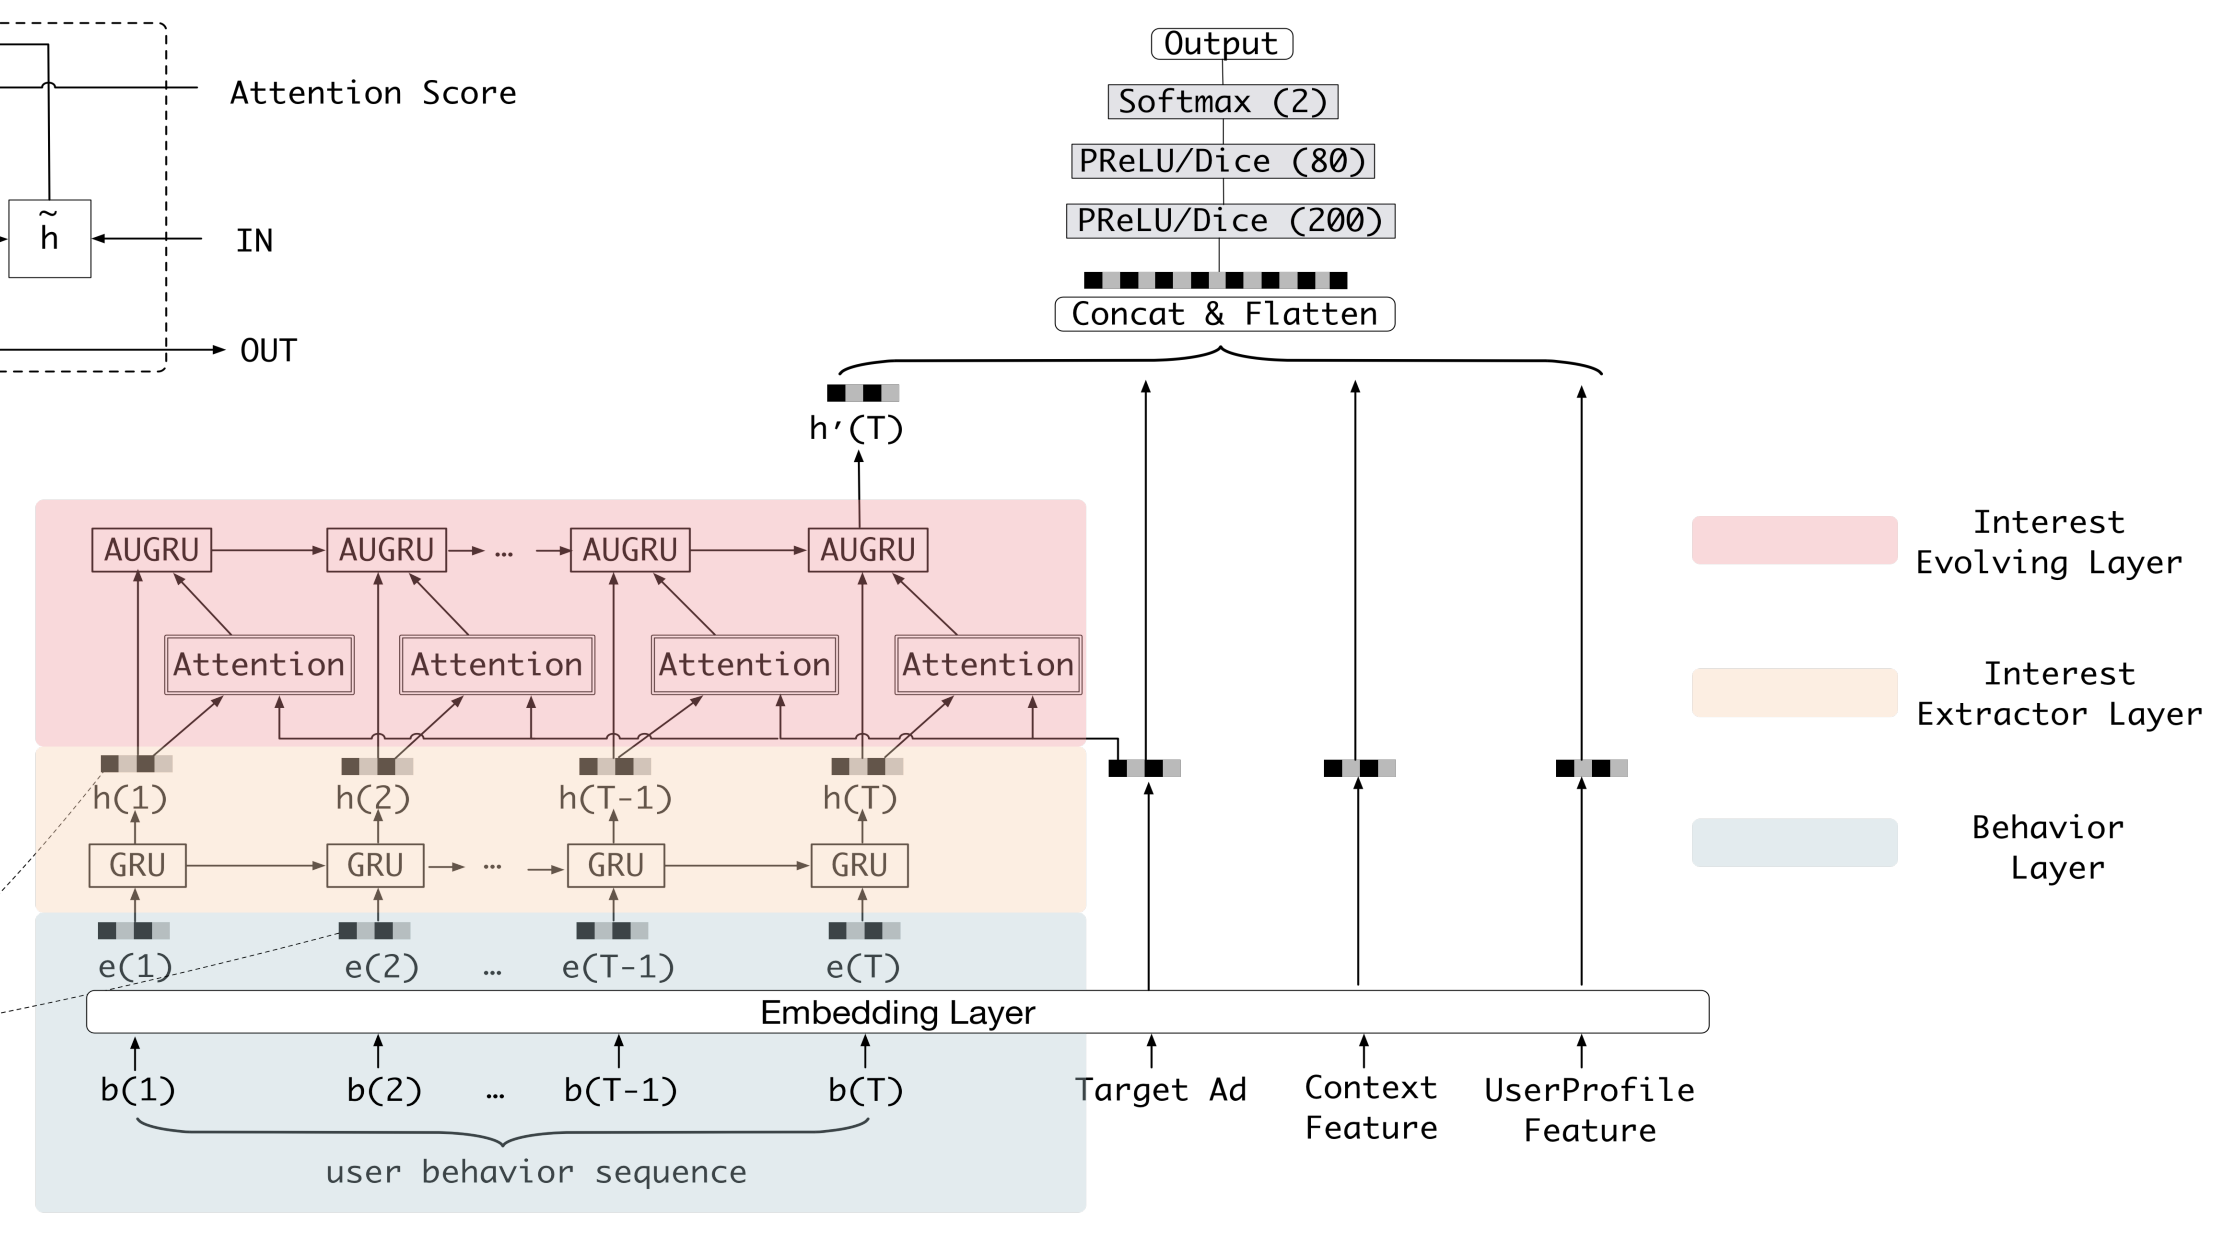 Output
Softmax (2)
Attention Score
PReLU/Dice (80)
PReLU/Dice (200)
h̃
IN
Concat & Flatten
OUT
h′(T)
AUGRU
AUGRU
...
AUGRU
AUGRU
Interest
Evolving Layer
Attention
Attention
Attention
Attention
Interest
Extractor Layer
h(1)
h(2)
h(T-1)
h(T)
GRU
GRU
...
GRU
GRU
Behavior
Layer
e(1)
e(2)
...
e(T-1)
e(T)
Embedding Layer
b(1)
b(2)
...
b(T-1)
b(T)
Target Ad
Context
Feature
UserProfile
Feature
user behavior sequence